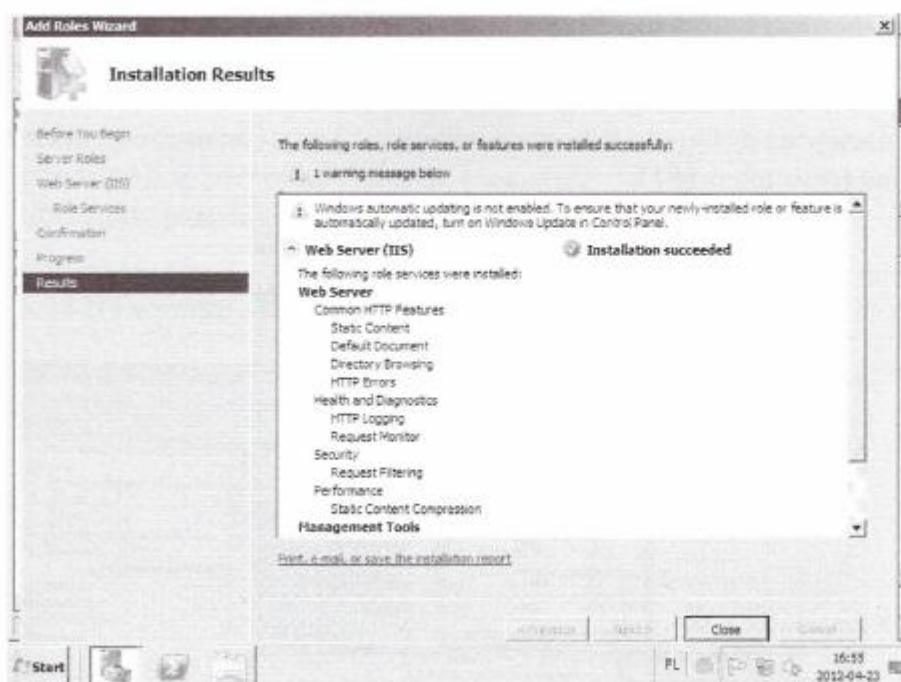 Add Roles Wizard
Installation Results
Before You Begin
Server Roles
Web Server (IIS)
Role Services
Confirmation
Progress
Results
The following roles, role services, or features were installed successfully:
1 warning message below
Windows automatic updating is not enabled. To ensure that your newly-installed role or feature is
automatically updated, turn on Windows Update in Control Panel.
Web Server (IIS)
Installation succeeded
The following role services were installed:
Web Server
Common HTTP Features
Static Content
Default Document
Directory Browsing
HTTP Errors
Health and Diagnostics
HTTP Logging
Request Monitor
Security
Request Filtering
Performance
Static Content Compression
Management Tools
Print, e-mail, or save the installation report
< Previous
Next >
Close
Cancel
Start
PL
16:55
2012-04-23